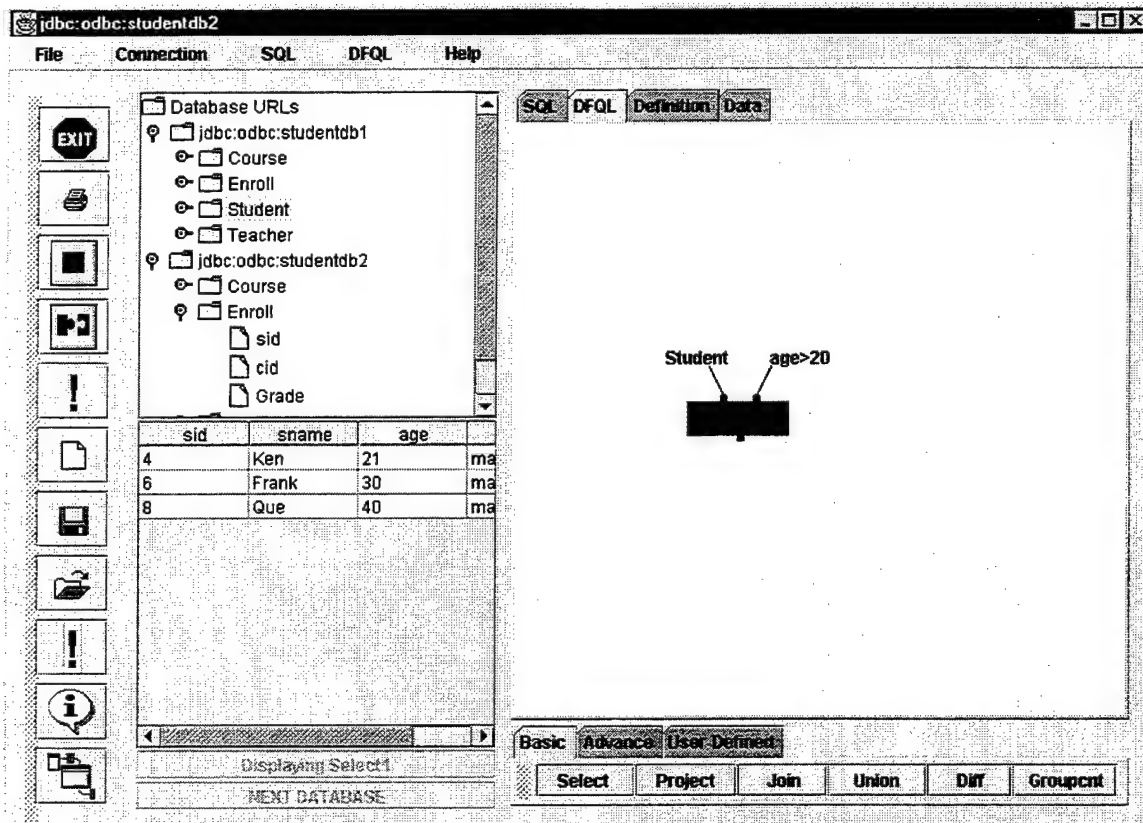 jdbc:odbc:studentdb2
File Connection SQL DFQL Help
EXIT
Database URLs
jdbc:odbc:studentdb1
Course
Enroll
Student
Teacher
jdbc:odbc:studentdb2
Course
Enroll
sid
cid
Grade
sid sname age
4 Ken 21 ma
6 Frank 30 ma
8 Que 40 ma
Displaying Select1
NEXT DATABASE
SQL DFQL Definition Data
Student age>20
Basic Advance User Defined
Select Project Join Union Diff Groupcnt